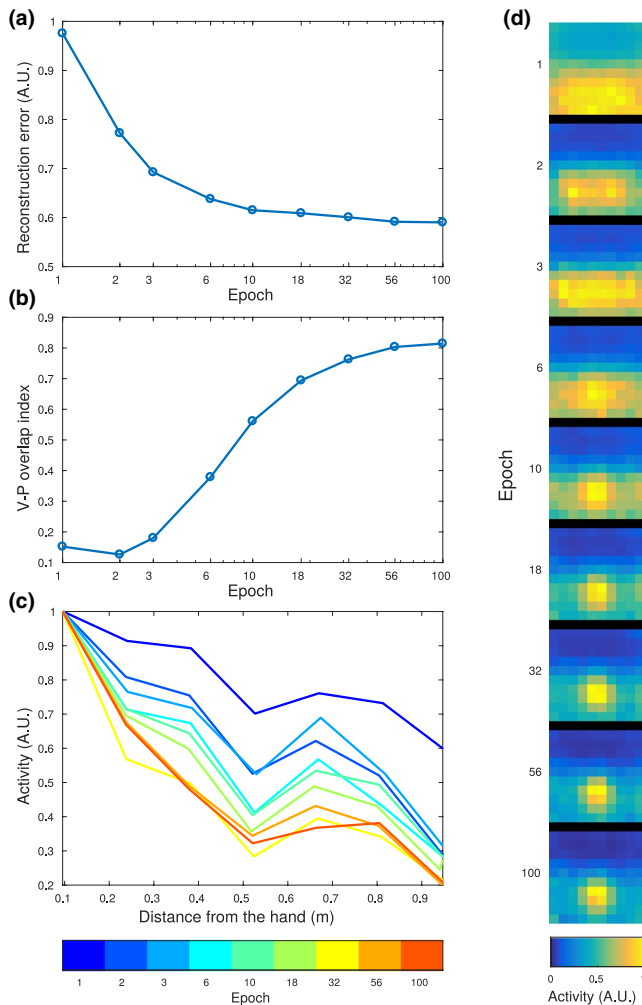 (a)
1
0.9
0.8
0.7
0.6
0.5
Reconstruction error (A.U.)
1 2 3 6 10 18 32 56 100
Epoch
(b)
0.9
0.8
0.7
0.6
0.5
0.4
0.3
0.2
0.1
V-P overlap index
1 2 3 6 10 18 32 56 100
Epoch
(c)
1
0.9
0.8
0.7
0.6
0.5
0.4
0.3
0.2
Activity (A.U.)
0.1 0.2 0.3 0.4 0.5 0.6 0.7 0.8 0.9
Distance from the hand (m)
1 2 3 6 10 18 32 56 100
Epoch
(d)
1
2
3
6
10
18
32
56
100
Epoch
0 0.5 1
Activity (A.U.)